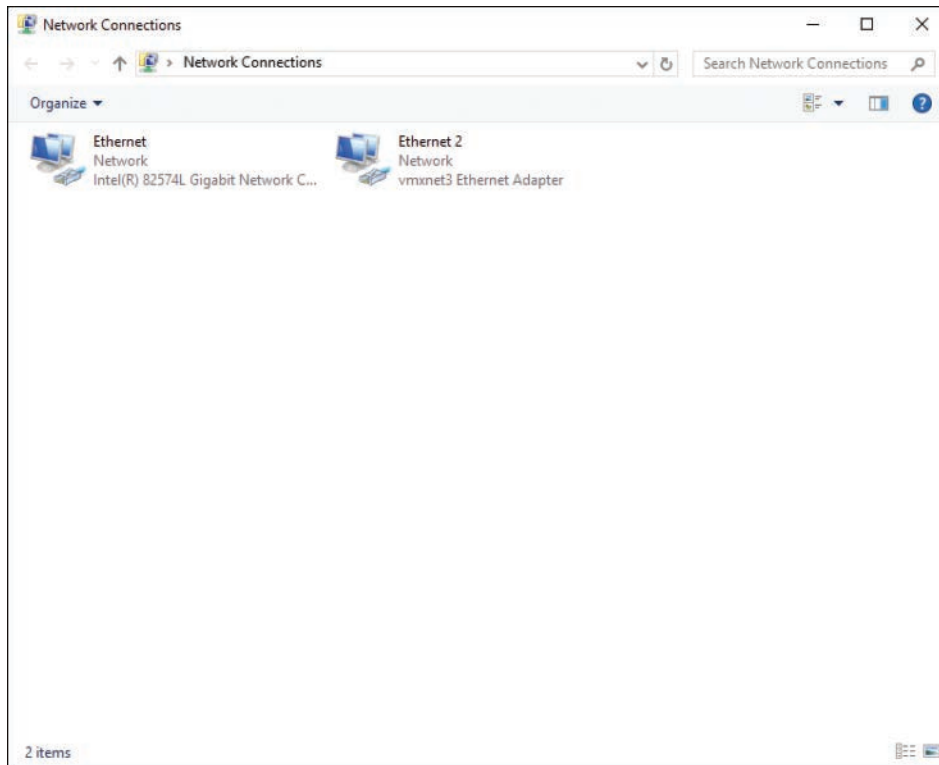 Network Connections
Network Connections
Search Network Connections
Organize
Ethernet
Network
Intel(R) 82574L Gigabit Network C...
Ethernet 2
Network
vmxnet3 Ethernet Adapter
2 items